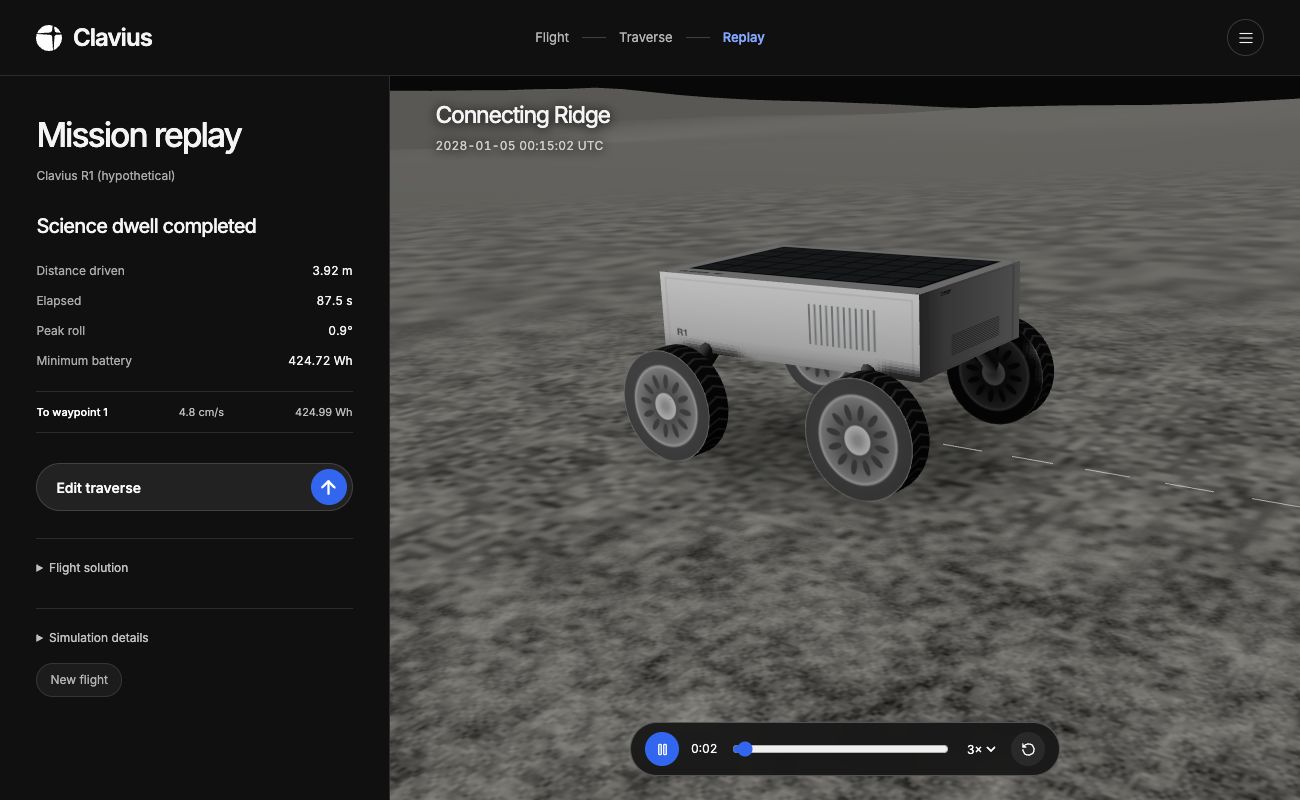 Clavius
Flight
Traverse
Replay
Mission replay
Clavius R1 (hypothetical)
Science dwell completed
Distance driven 3.92 m
Elapsed 87.5 s
Peak roll 0.9°
Minimum battery 424.72 Wh
To waypoint 1 4.8 cm/s 424.99 Wh
Edit traverse
Flight solution
Simulation details
New flight
Connecting Ridge
2028-01-05 00:15:02 UTC
R1
0:02
3×